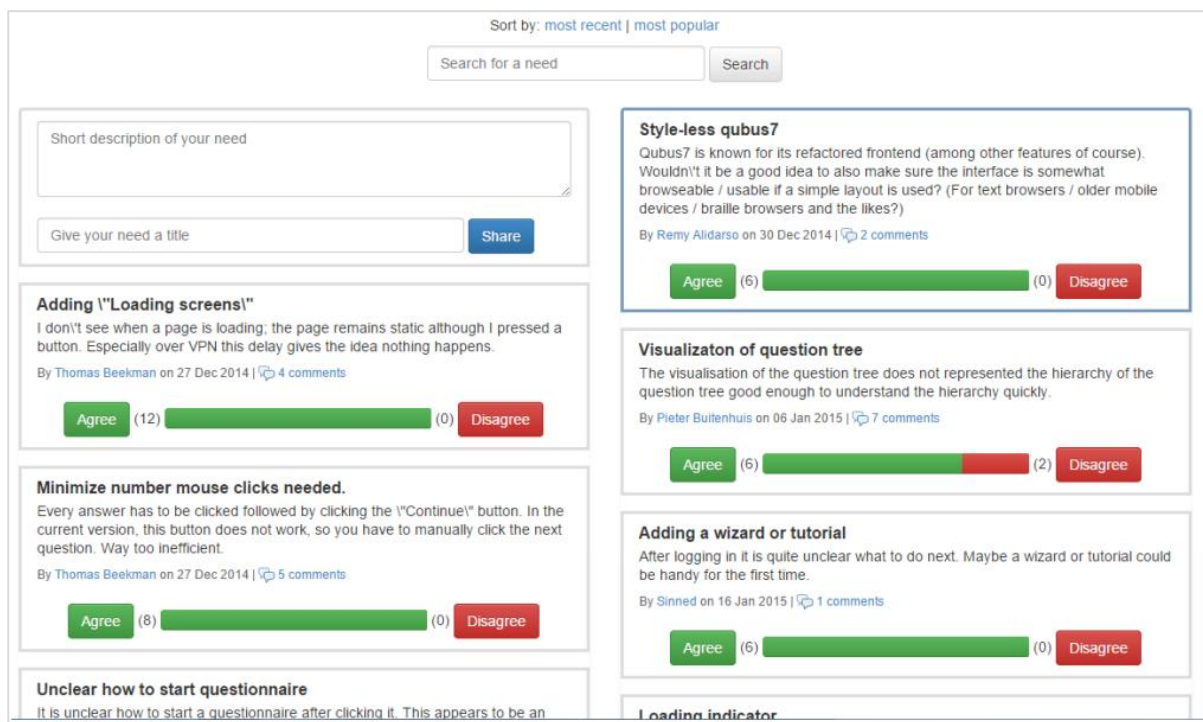 Sort by: most recent | most popular
Search for a need
Search
Short description of your need
Give your need a title
Share
Adding \"Loading screens\"
I don\'t see when a page is loading; the page remains static although I pressed a
button. Especially over VPN this delay gives the idea nothing happens.
By Thomas Beekman on 27 Dec 2014 | 4 comments
Agree (12) (0) Disagree
Minimize number mouse clicks needed.
Every answer has to be clicked followed by clicking the \"Continue\" button. In the
current version, this button does not work, so you have to manually click the next
question. Way too inefficient.
By Thomas Beekman on 27 Dec 2014 | 5 comments
Agree (8) (0) Disagree
Unclear how to start questionnaire
It is unclear how to start a questionnaire after clicking it. This appears to be an
Style-less qubus7
Qubus7 is known for its refactored frontend (among other features of course).
Wouldn\'t it be a good idea to also make sure the interface is somewhat
browseable / usable if a simple layout is used? (For text browsers / older mobile
devices / braille browsers and the likes?)
By Remy Alidarso on 30 Dec 2014 | 2 comments
Agree (6) (0) Disagree
Visualizaton of question tree
The visualisation of the question tree does not represented the hierarchy of the
question tree good enough to understand the hierarchy quickly.
By Pieter Buitenhuis on 06 Jan 2015 | 7 comments
Agree (6) (2) Disagree
Adding a wizard or tutorial
After logging in it is quite unclear what to do next. Maybe a wizard or tutorial could
be handy for the first time.
By Sinned on 16 Jan 2015 | 1 comments
Agree (6) (0) Disagree
Loading indicator